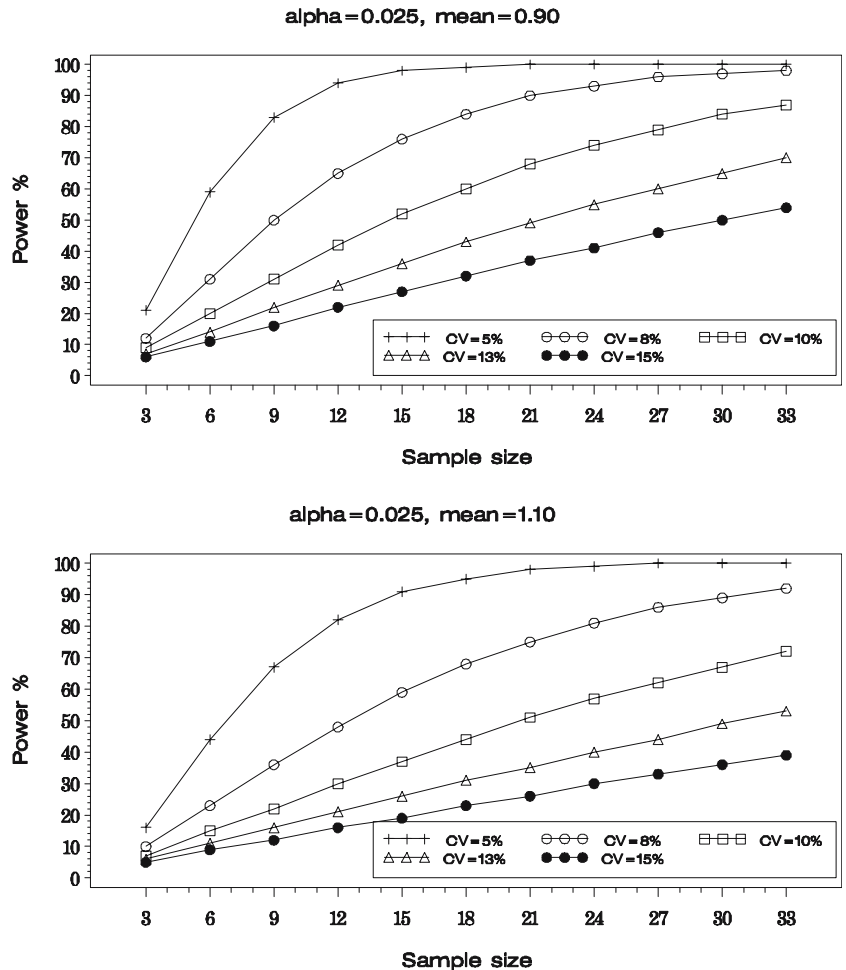 alpha=0.025, mean=0.90
100
90
80
70
60
50
40
30
20
10
0
Power %
CV=5% CV=8% CV=10%
CV=13% CV=15%
3 6 9 12 15 18 21 24 27 30 33
Sample size
alpha=0.025, mean=1.10
100
90
80
70
60
50
40
30
20
10
0
Power %
CV=5% CV=8% CV=10%
CV=13% CV=15%
3 6 9 12 15 18 21 24 27 30 33
Sample size